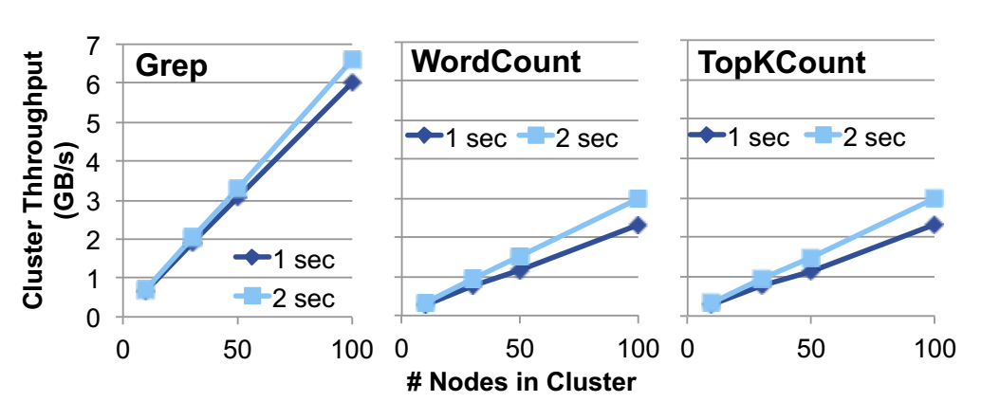 Cluster Thhroughput
(GB/s)
7
6
5
4
3
2
1
0
Grep
1 sec
2 sec
0 50 100
WordCount
1 sec 2 sec
0 50 100
TopKCount
1 sec 2 sec
0 50 100
# Nodes in Cluster